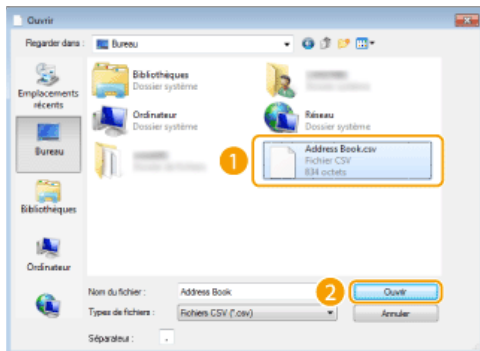 Ouvrir
Regarder dans :
Bureau
Emplacements
récents
Bureau
Bibliothèques
Ordinateur
Bibliothèques
Dossier système
Ordinateur
Dossier système
Réseau
Dossier système
1
Address Book.csv
Fichier CSV
834 octets
Nom du fichier :
Address Book
2
Ouvrir
Types de fichiers :
Fichiers CSV (*.csv)
Annuler
Séparateur :